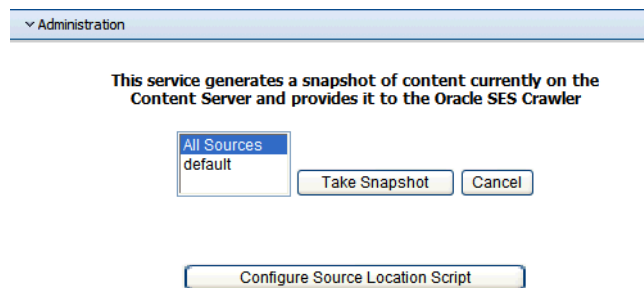 Administration
This service generates a snapshot of content currently on the
Content Server and provides it to the Oracle SES Crawler
All Sources
default
Take Snapshot Cancel
Configure Source Location Script